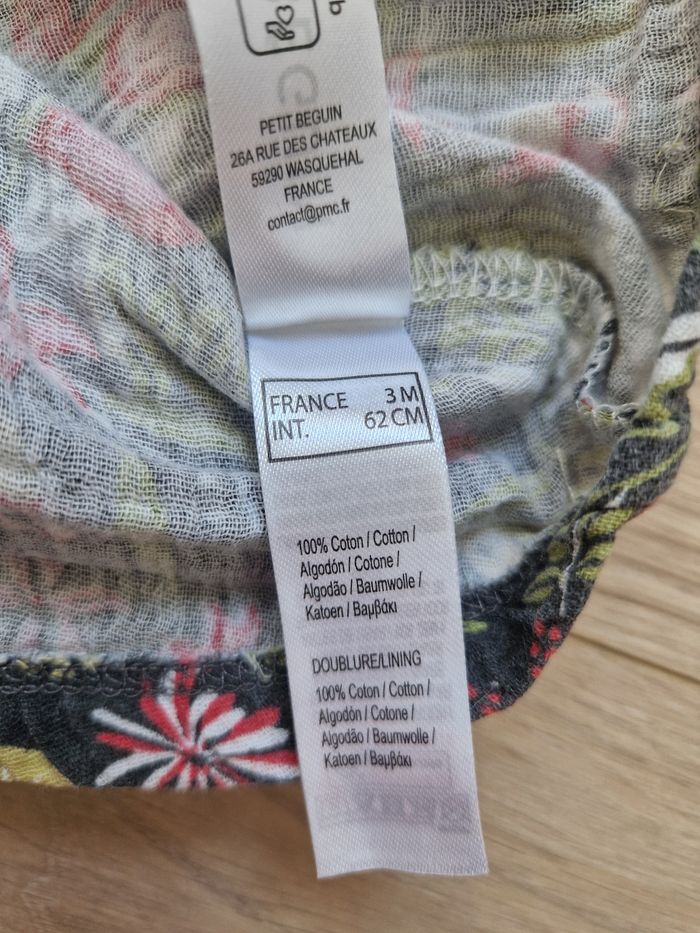 PETIT BEGUIN
26A RUE DES CHATEAUX
59290 WASQUEHAL
FRANCE
contact@pmc.fr
FRANCE 3 M
INT. 62 CM
100% Coton / Cotton /
Algodón / Cotone /
Algodão / Baumwolle /
Katoen / Βαμβάκι
DOUBLURE/LINING
100% Coton / Cotton /
Algodón / Cotone /
Algodão / Baumwolle /
Katoen / Βαμβάκι